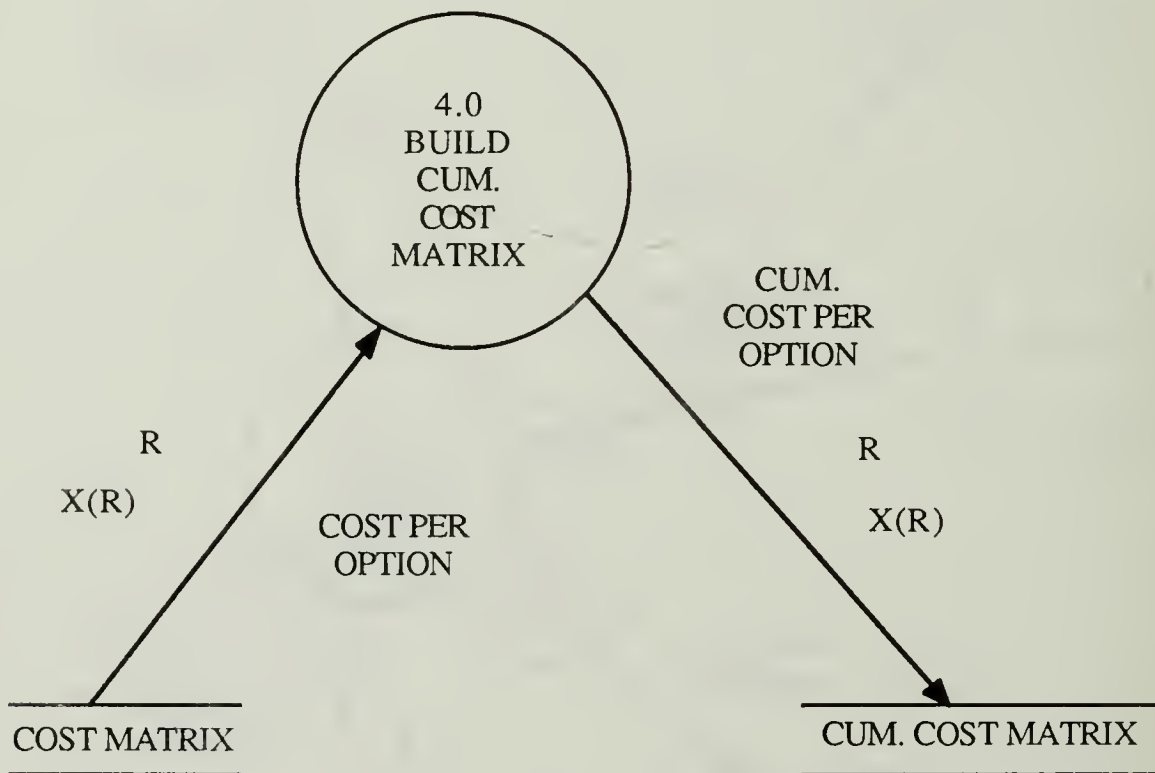 4.0
BUILD
CUM.
COST
MATRIX
CUM.
COST PER
OPTION
R
X(R)
COST PER
OPTION
R
X(R)
COST MATRIX
CUM. COST MATRIX